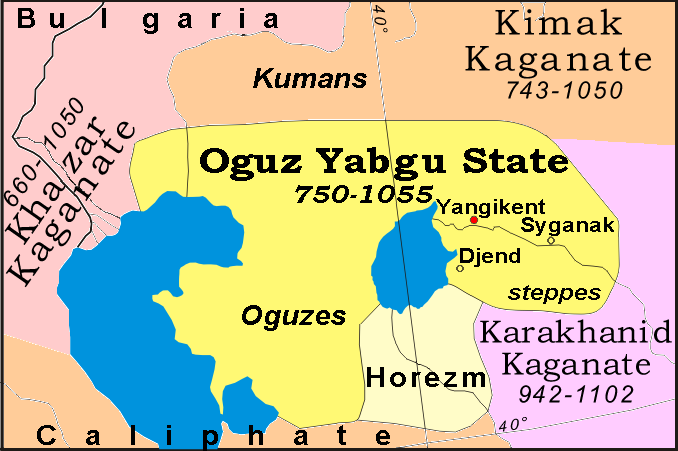 Bulgaria
40°
Kimak
Kaganate
743-1050
Kumans
660-1050
Khazar
Kaganate
Oguz Yabgu State
750-1055
Yangikent
Syganak
Djend
steppes
Oguzes
Karakhanid
Kaganate
942-1102
Horezm
40°
Caliphate